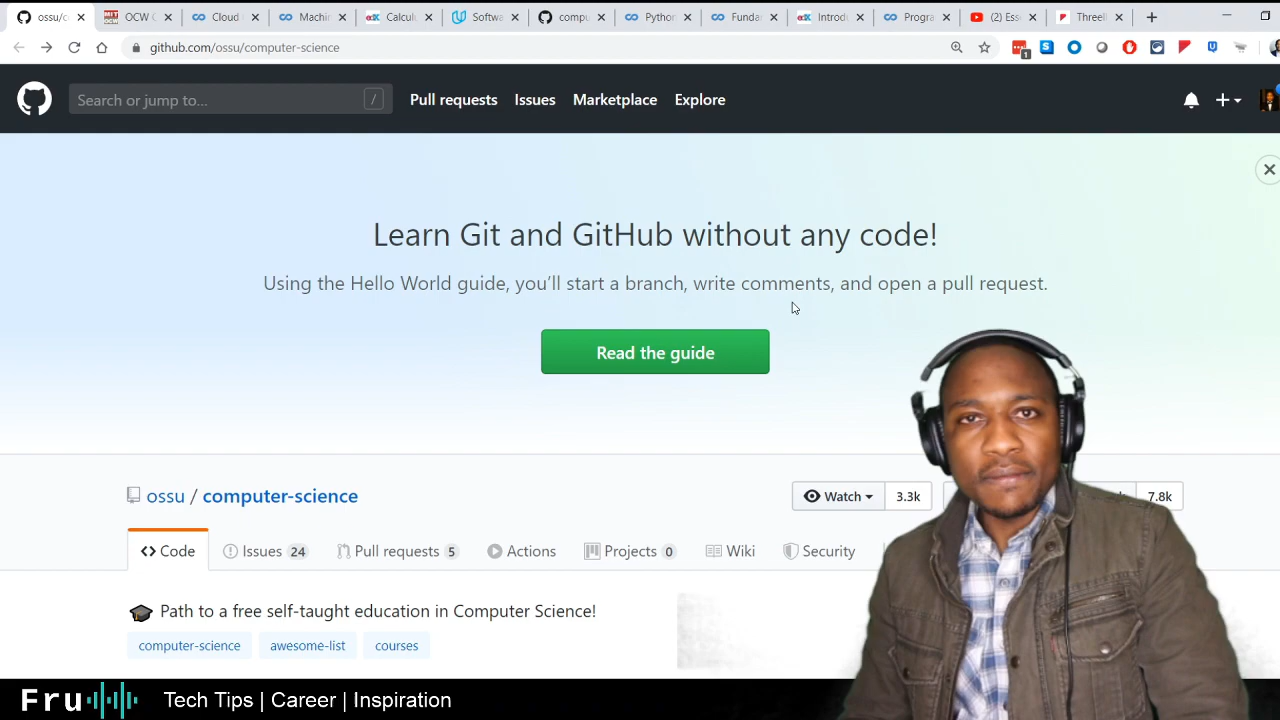 ossu/c
OCW
Cloud
Machin
Calcul
Softwa
compu
Python
Funda
Introd
Progra
(2) Ess
Threel
github.com/ossu/computer-science
1
Search or jump to...
/
Pull requests
Issues
Marketplace
Explore
Learn Git and GitHub without any code!
Using the Hello World guide, you’ll start a branch, write comments, and open a pull request.
Read the guide
ossu / computer-science
Watch
3.3k
7.8k
Code
Issues 24
Pull requests 5
Actions
Projects 0
Wiki
Security
Path to a free self-taught education in Computer Science!
computer-science
awesome-list
courses
Fru
Tech Tips | Career | Inspiration